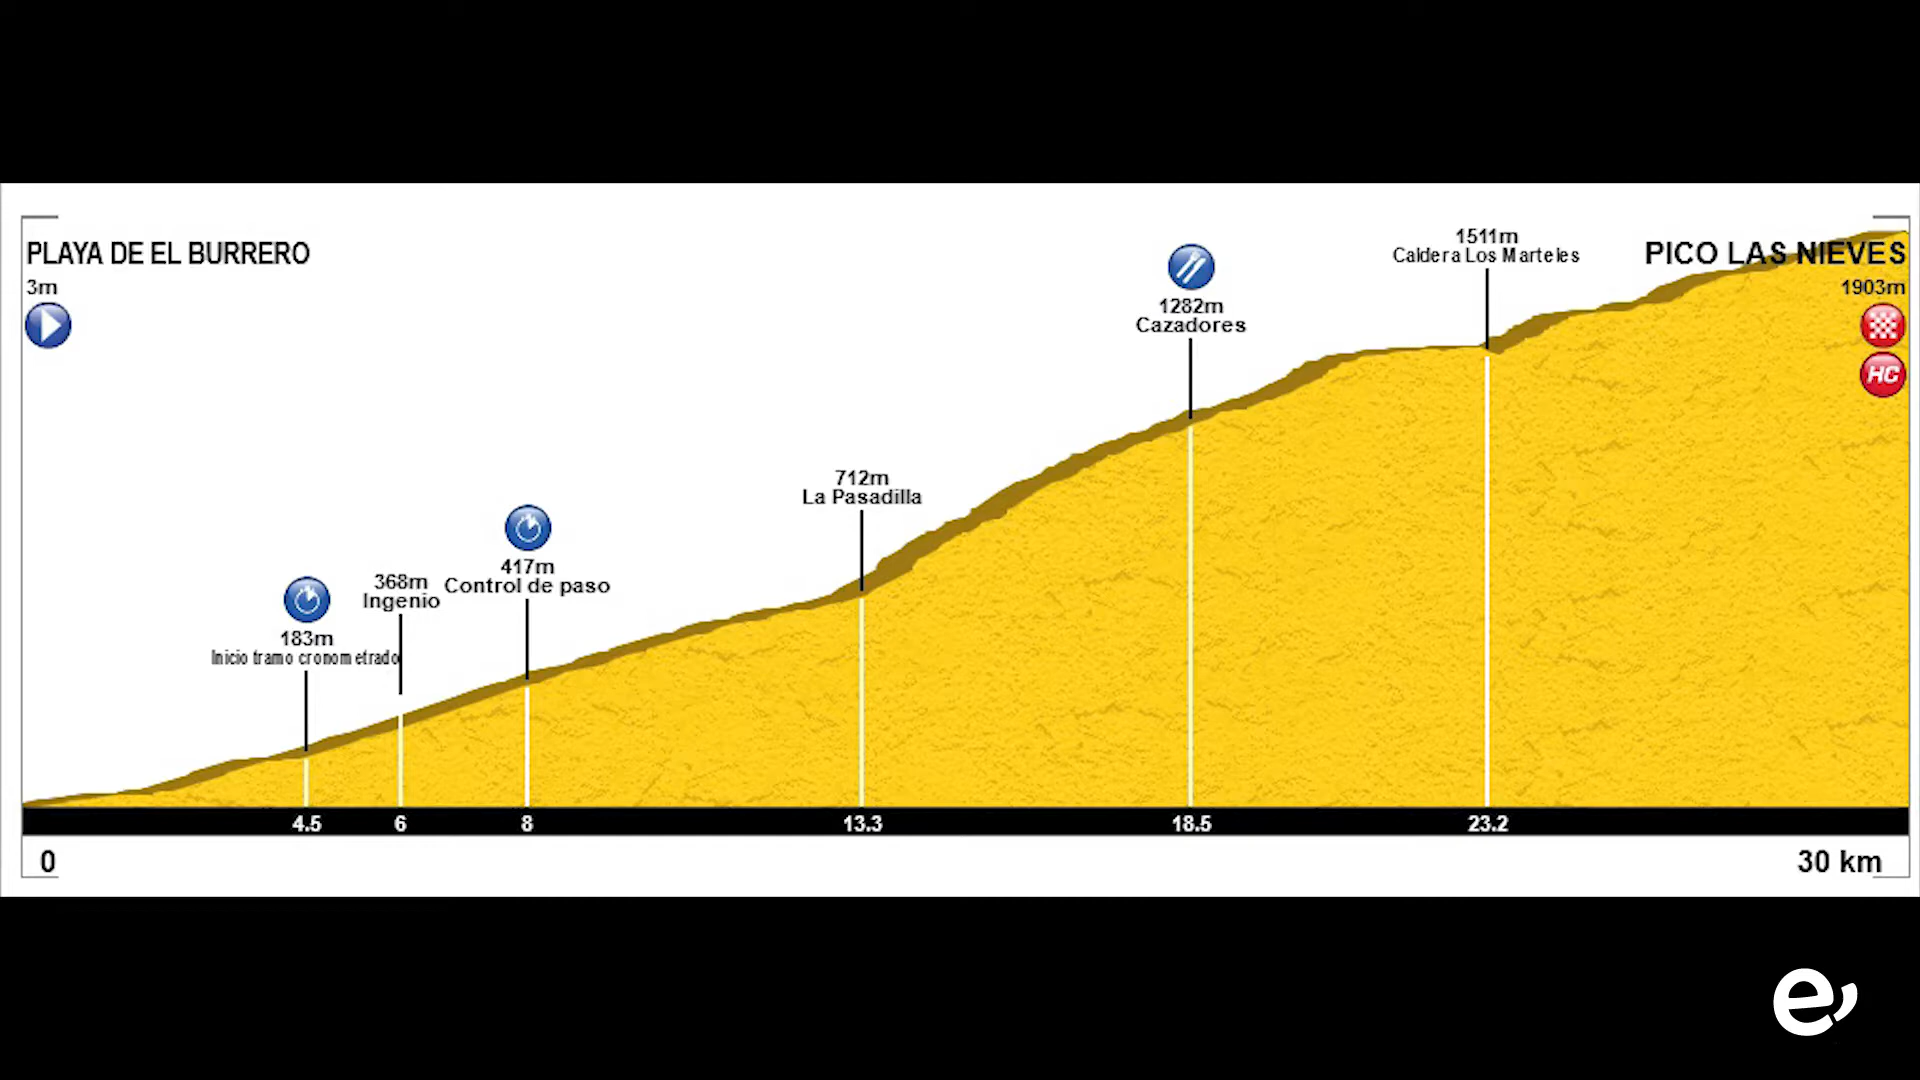 PLAYA DE EL BURRERO
3m
183m
Inicio tramo cronometrado
368m
Ingenio
417m
Control de paso
712m
La Pasadilla
1282m
Cazadores
1511m
Caldera Los Marteles
PICO LAS NIEVES
1903m
HC
4.5 6 8 13.3 18.5 23.2
0 30 km
e